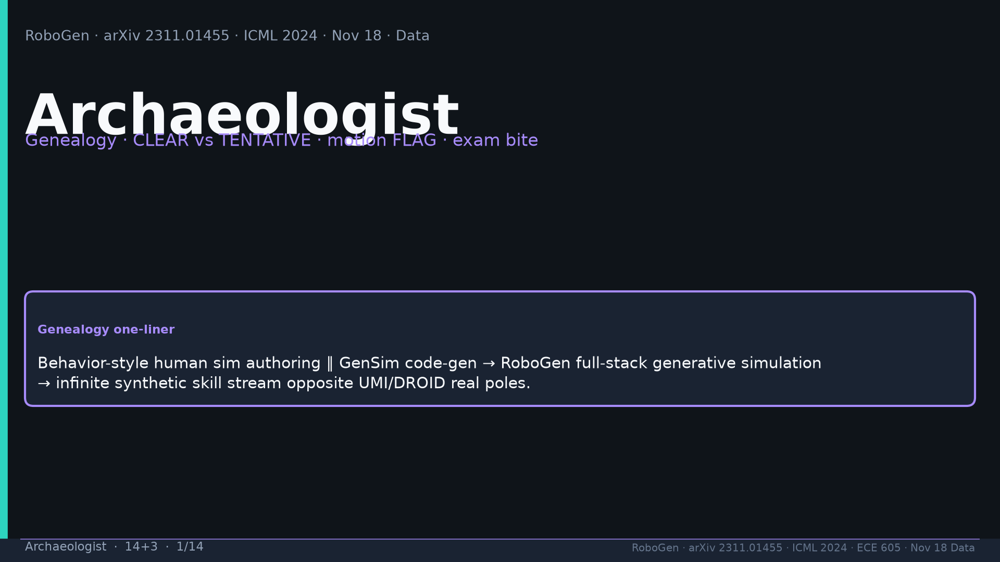 RoboGen · arXiv 2311.01455 · ICML 2024 · Nov 18 · Data
Archaeologist
Genealogy · CLEAR vs TENTATIVE · motion FLAG · exam bite
Genealogy one-liner
Behavior-style human sim authoring ∥ GenSim code-gen → RoboGen full-stack generative simulation
→ infinite synthetic skill stream opposite UMI/DROID real poles.
Archaeologist · 14+3 · 1/14
RoboGen · arXiv 2311.01455 · ICML 2024 · ECE 605 · Nov 18 Data